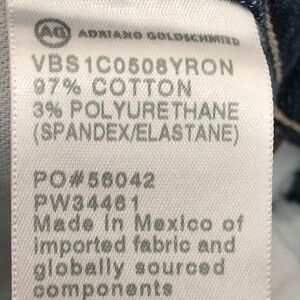 AG ADRIANO GOLDSCHMIED
VBS1C0508YRON
97% COTTON
3% POLYURETHANE
(SPANDEX/ELASTANE)
PO#56042
PW34461
Made in Mexico of
imported fabric and
globally sourced
components